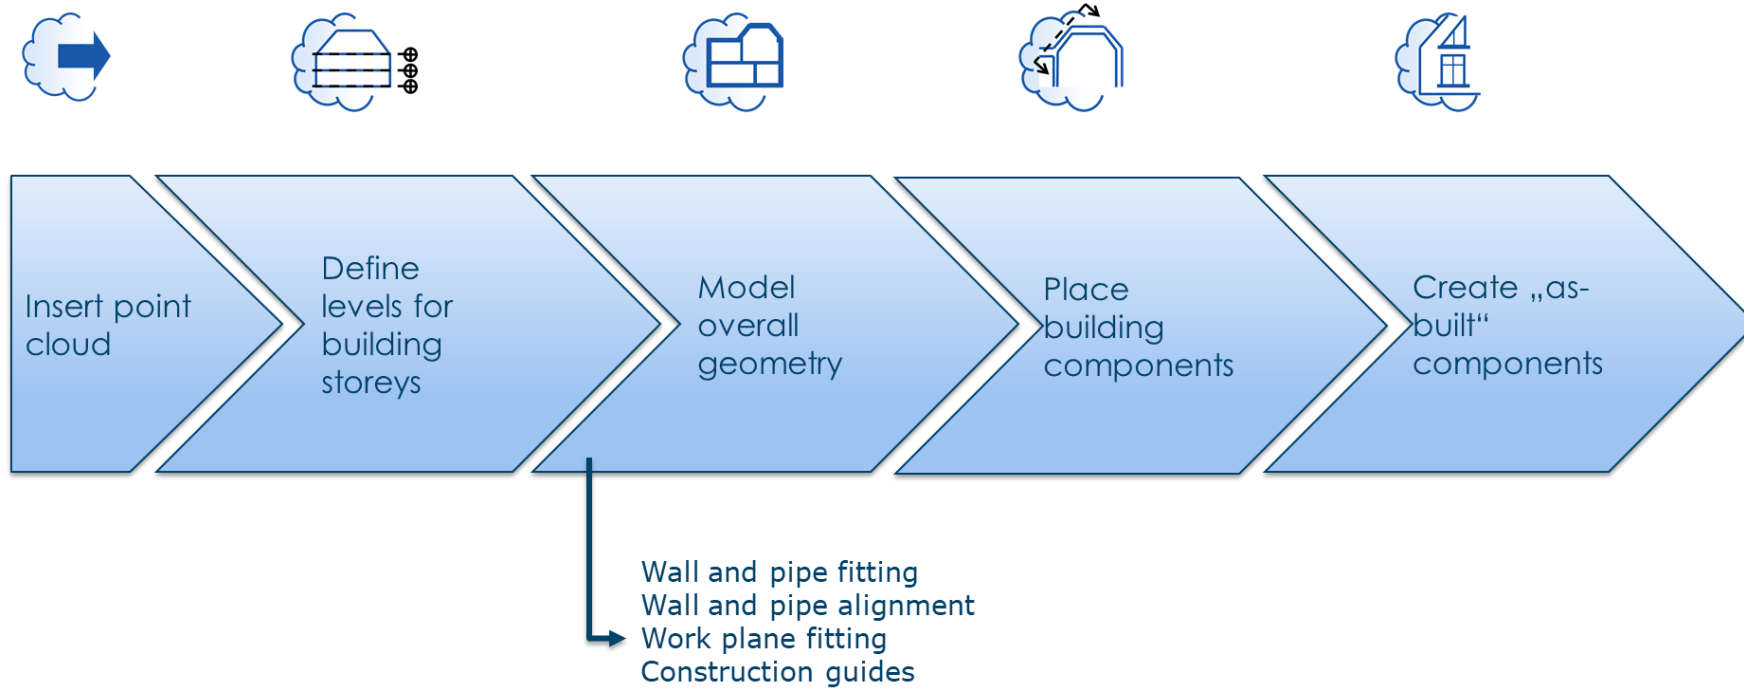 Insert point
cloud
Define
levels for
building
storeys
Model
overall
geometry
Place
building
components
Create „as-
built“
components
Wall and pipe fitting
Wall and pipe alignment
Work plane fitting
Construction guides